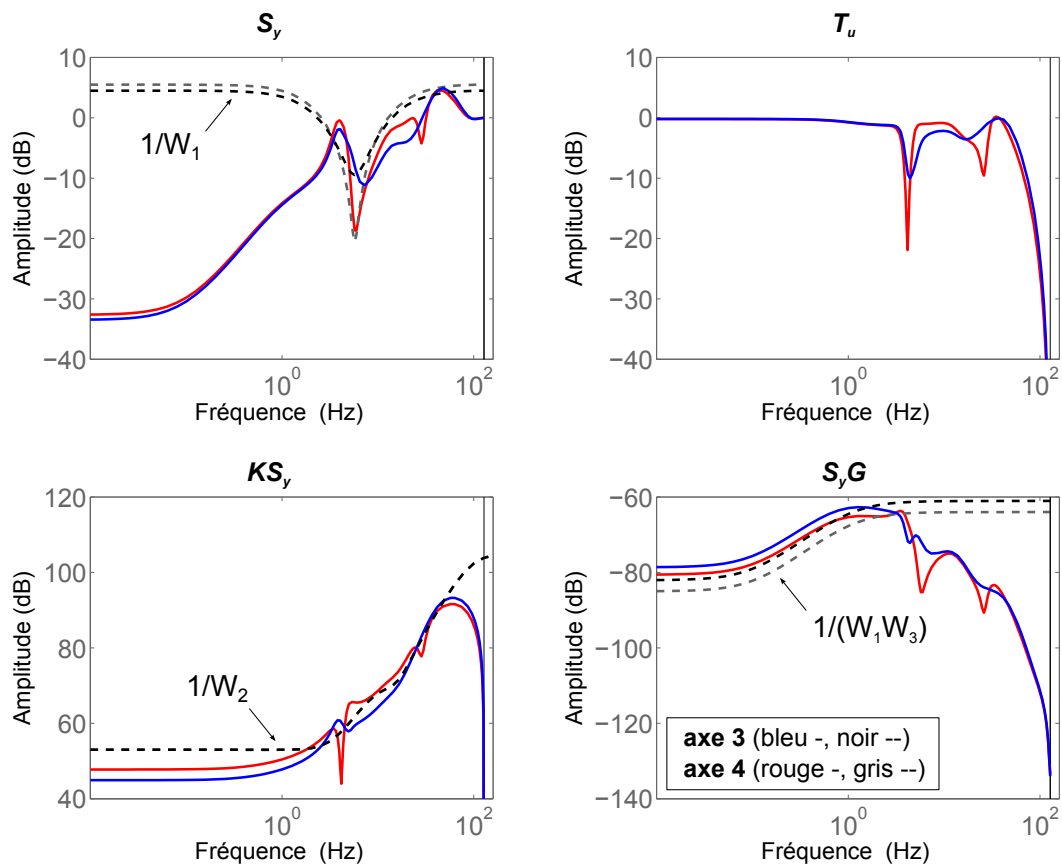 S_y
10
0
−10
−20
−30
−40
Amplitude (dB)
1/W_1
10^0
10^2
Fréquence (Hz)
T_u
10
0
−10
−20
−30
−40
Amplitude (dB)
10^0
10^2
Fréquence (Hz)
KS_y
120
100
80
60
40
Amplitude (dB)
1/W_2
10^0
10^2
Fréquence (Hz)
S_yG
−60
−80
−100
−120
−140
Amplitude (dB)
1/(W_1W_3)
axe 3 (bleu -, noir --)
axe 4 (rouge -, gris --)
10^0
10^2
Fréquence (Hz)